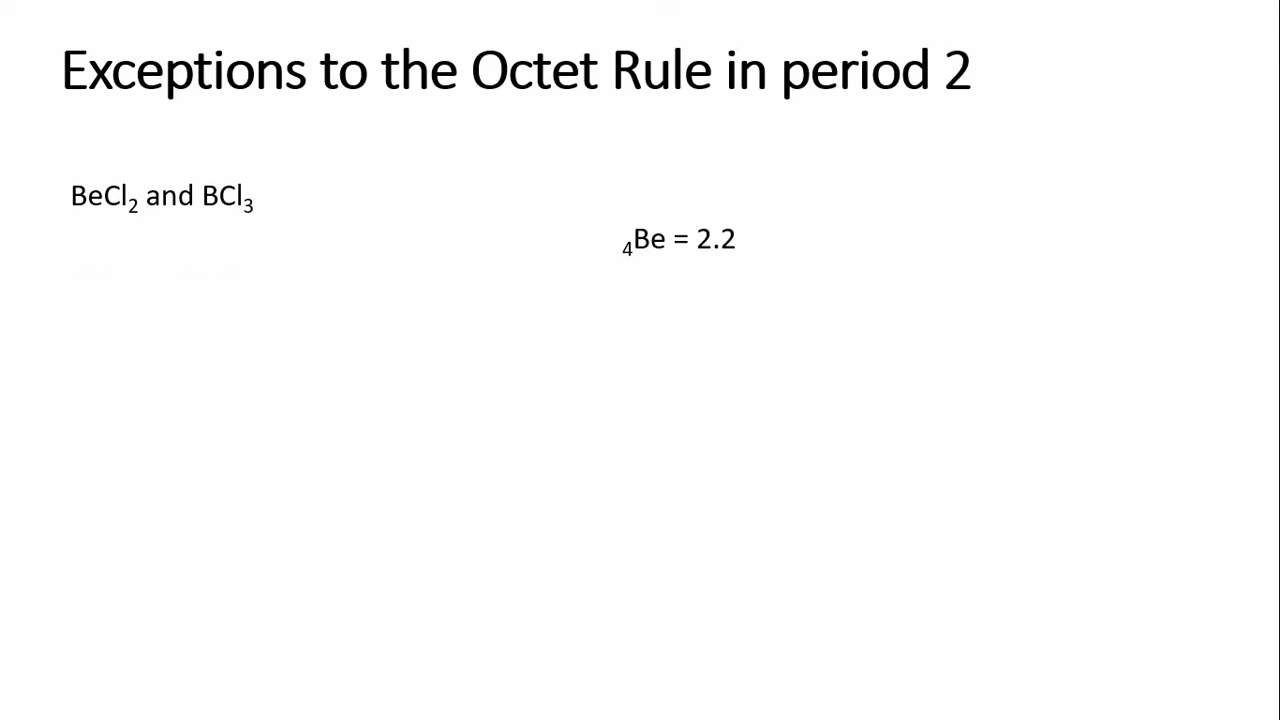 Exceptions to the Octet Rule in period 2
BeCl₂ and BCl₃
₄Be = 2.2